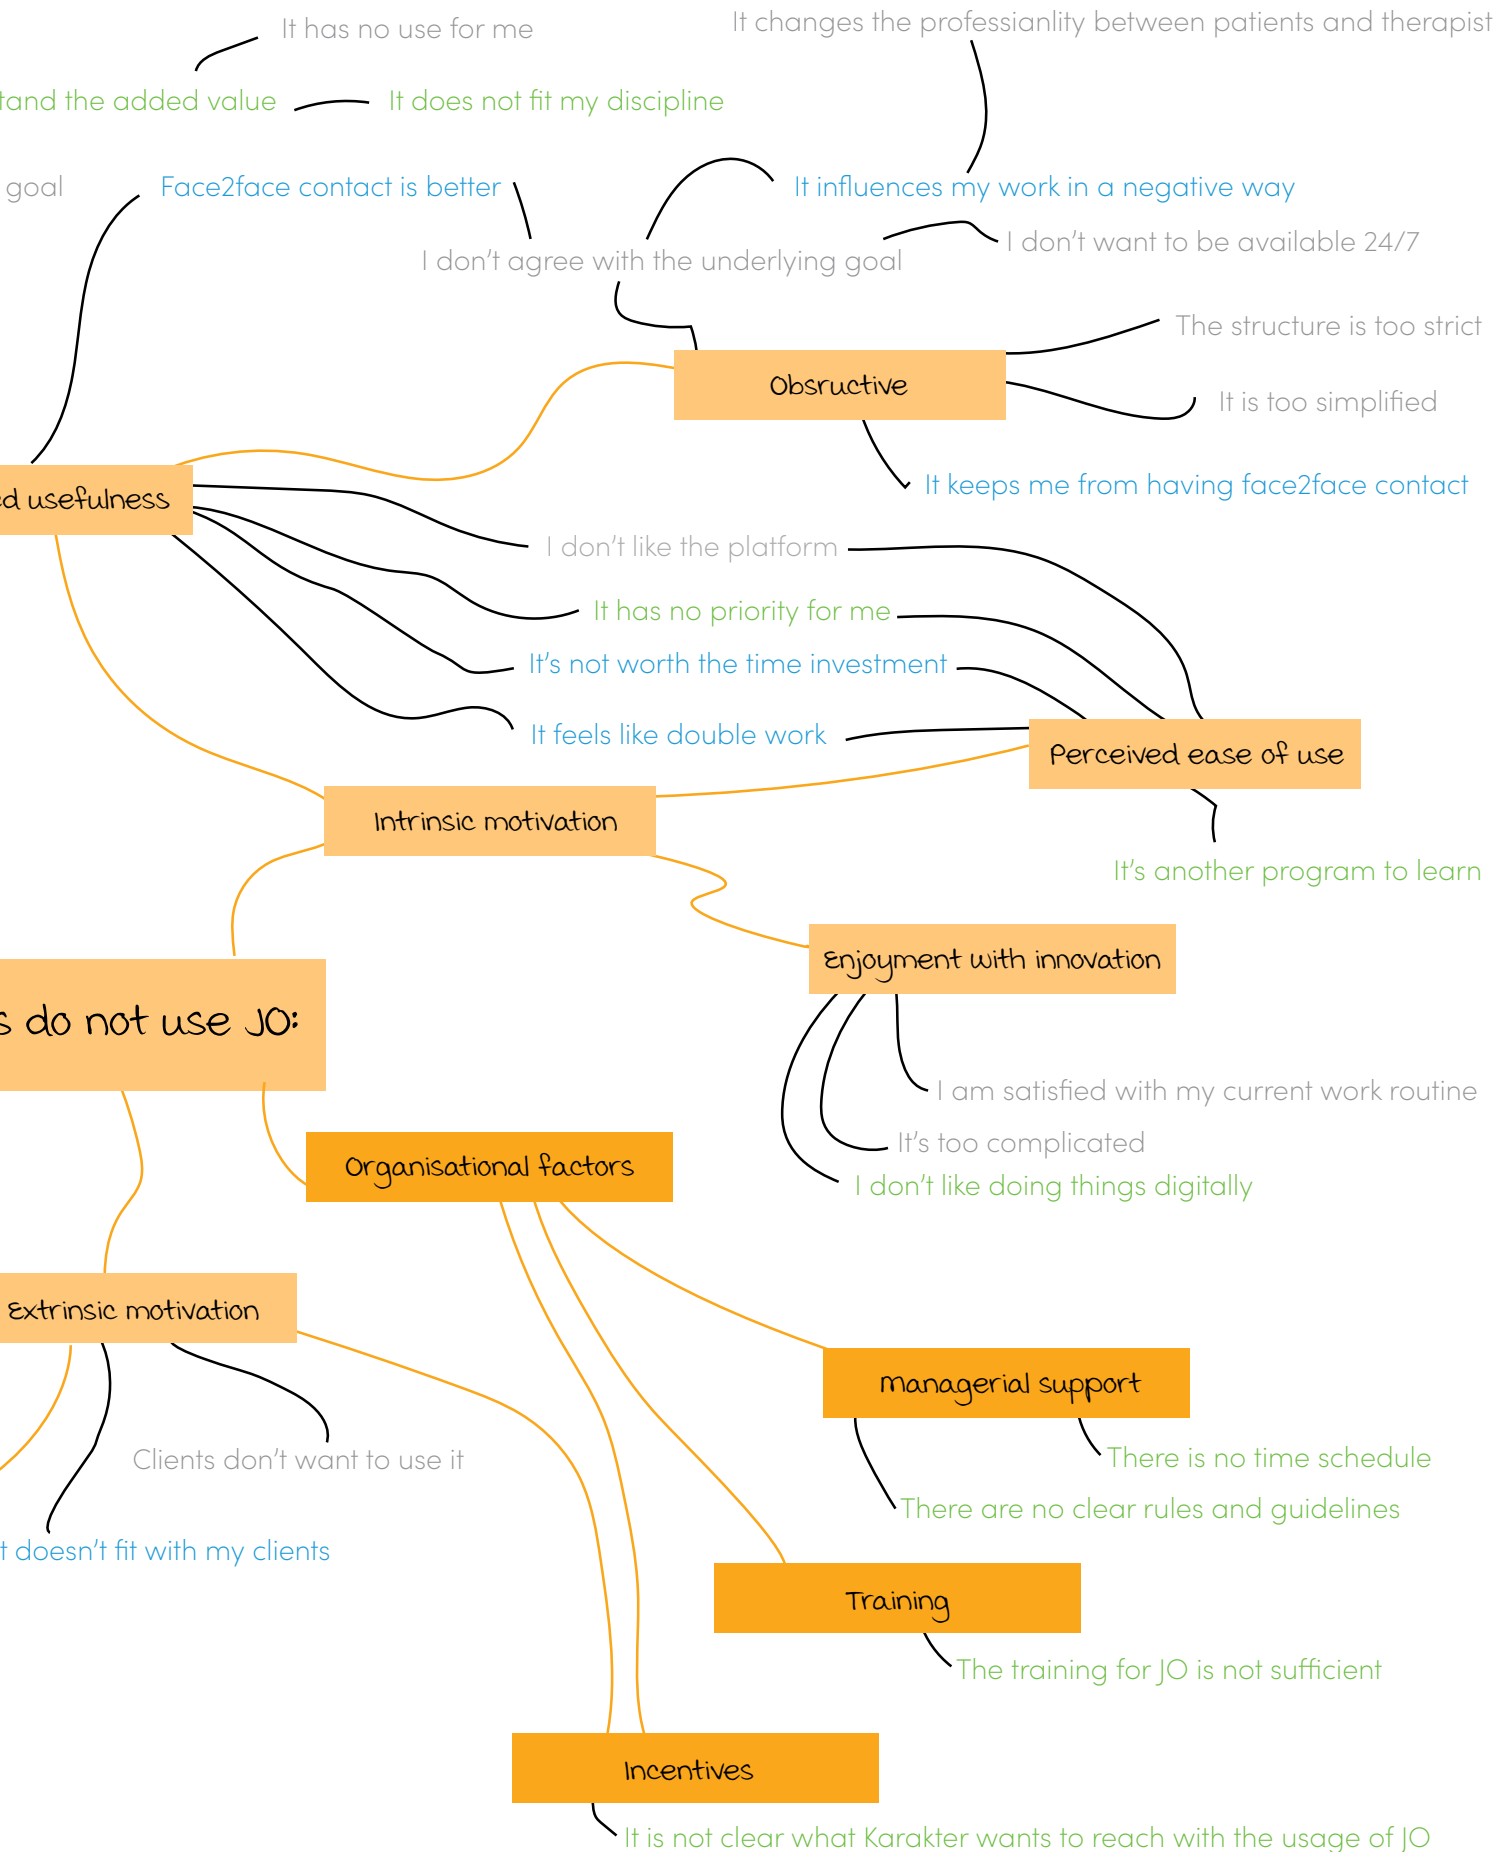 It has no use for me
It changes the professianlity between patients and therapist
tand the added value
It does not fit my discipline
goal
Face2face contact is better
It influences my work in a negative way
I don't want to be available 24/7
I don't agree with the underlying goal
The structure is too strict
Obsructive
It is too simplified
It keeps me from having face2face contact
ed usefulness
I don't like the platform
It has no priority for me
It's not worth the time investment
It feels like double work
Perceived ease of use
Intrinsic motivation
It's another program to learn
Enjoyment with innovation
s do not use JO:
I am satisfied with my current work routine
It's too complicated
Organisational factors
I don't like doing things digitally
Extrinsic motivation
Managerial support
Clients don't want to use it
There is no time schedule
There are no clear rules and guidelines
t doesn't fit with my clients
Training
The training for JO is not sufficient
Incentives
It is not clear what Karakter wants to reach with the usage of JO